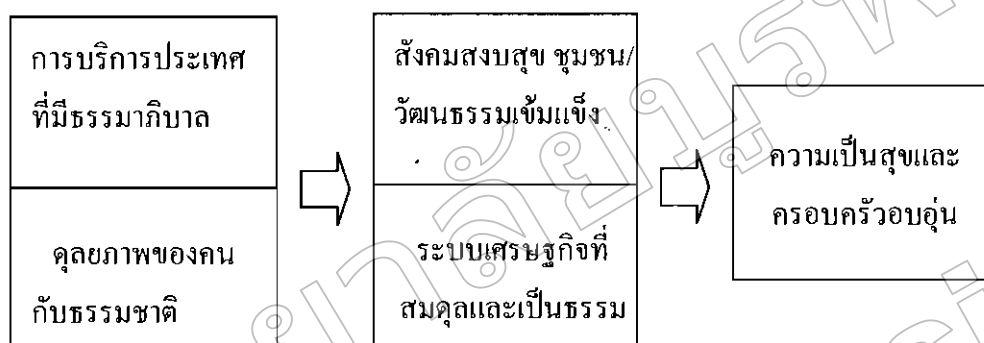 การบริการประเทศ
ที่มีธรรมาภิบาล
ดุลยภาพของคน
กับธรรมชาติ
สังคมสงบสุข ชุมชน/
วัฒนธรรมเข้มแข็ง
ระบบเศรษฐกิจที่
สมดุลและเป็นธรรม
ความเป็นสุขและ
ครอบครัวอบอุ่น